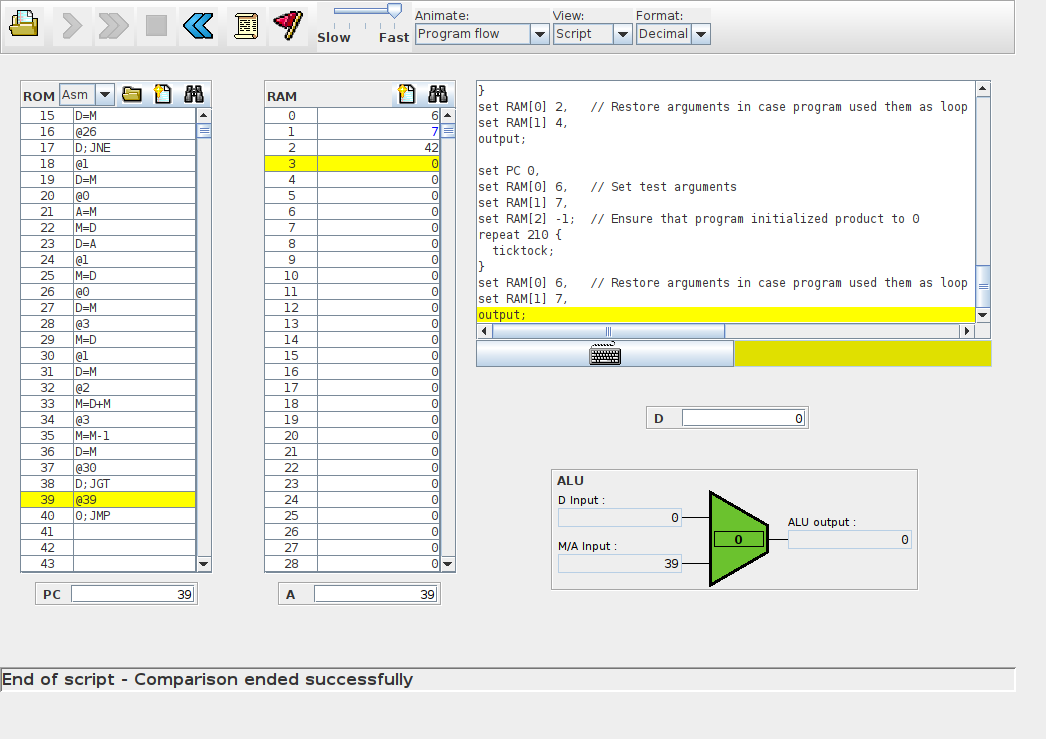 Slow
Fast
Animate:
Program flow
View:
Script
Format:
Decimal
ROM
Asm
15 D=M
16 @26
17 D;JNE
18 @1
19 D=M
20 @0
21 A=M
22 M=D
23 D=A
24 @1
25 M=D
26 @0
27 D=M
28 @3
29 M=D
30 @1
31 D=M
32 @2
33 M=D+M
34 @3
35 M=M-1
36 D=M
37 @30
38 D;JGT
39 @39
40 0;JMP
41
42
43
PC 39
RAM
0 6
1 7
2 42
3 0
4 0
5 0
6 0
7 0
8 0
9 0
10 0
11 0
12 0
13 0
14 0
15 0
16 0
17 0
18 0
19 0
20 0
21 0
22 0
23 0
24 0
25 0
26 0
27 0
28 0
A 39
}
set RAM[0] 2,   // Restore arguments in case program used them as loop
set RAM[1] 4,
output;
set PC 0,
set RAM[0] 6,   // Set test arguments
set RAM[1] 7,
set RAM[2] -1;  // Ensure that program initialized product to 0
repeat 210 {
  ticktock;
}
set RAM[0] 6,   // Restore arguments in case program used them as loop
set RAM[1] 7,
output;
D 0
ALU
D Input :
0
M/A Input :
39
0
ALU output :
0
End of script - Comparison ended successfully